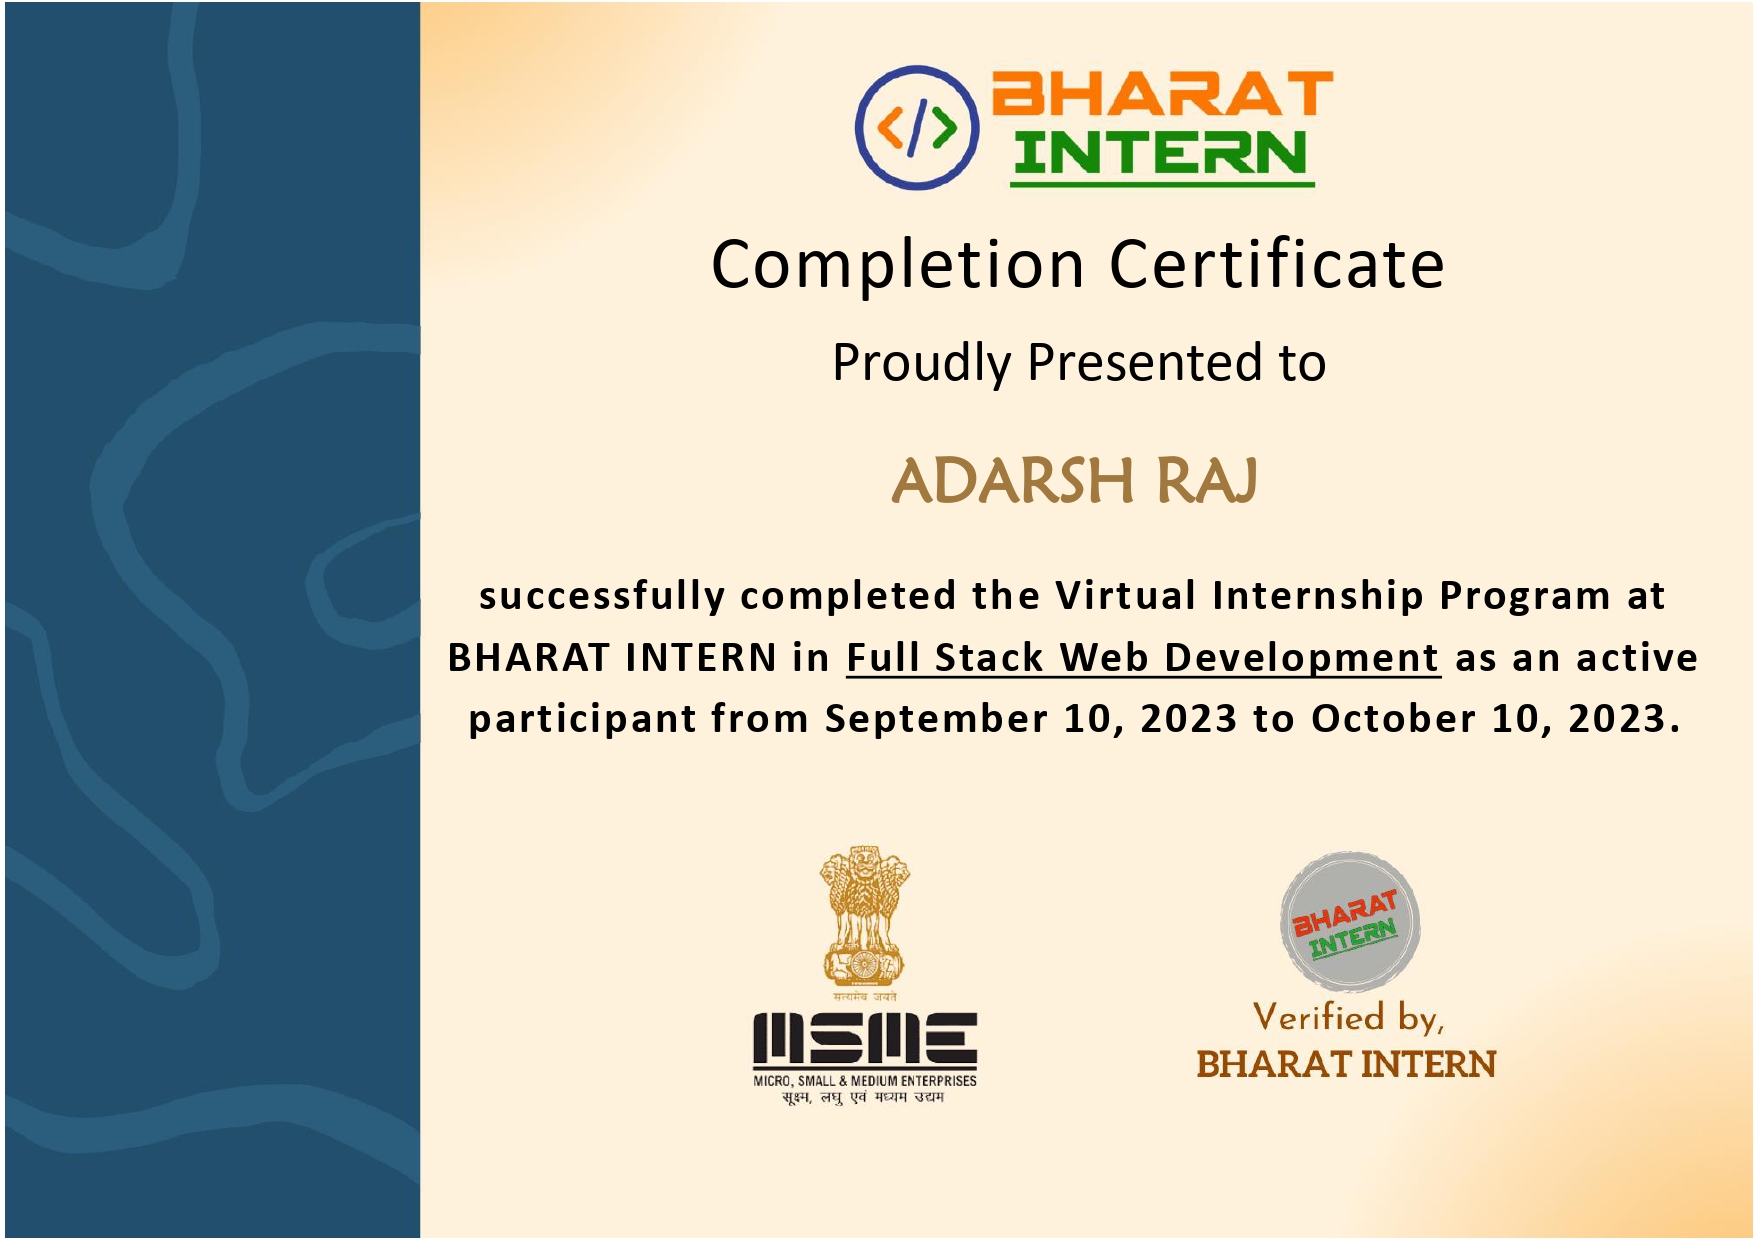 BHARAT
INTERN
Completion Certificate
Proudly Presented to
ADARSH RAJ
successfully completed the Virtual Internship Program at
BHARAT INTERN in Full Stack Web Development as an active
participant from September 10, 2023 to October 10, 2023.
सत्यमेव जयते
MSME
MICRO, SMALL & MEDIUM ENTERPRISES
सूक्ष्म, लघु एवं मध्यम उद्यम
BHARAT
INTERN
Verified by,
BHARAT INTERN